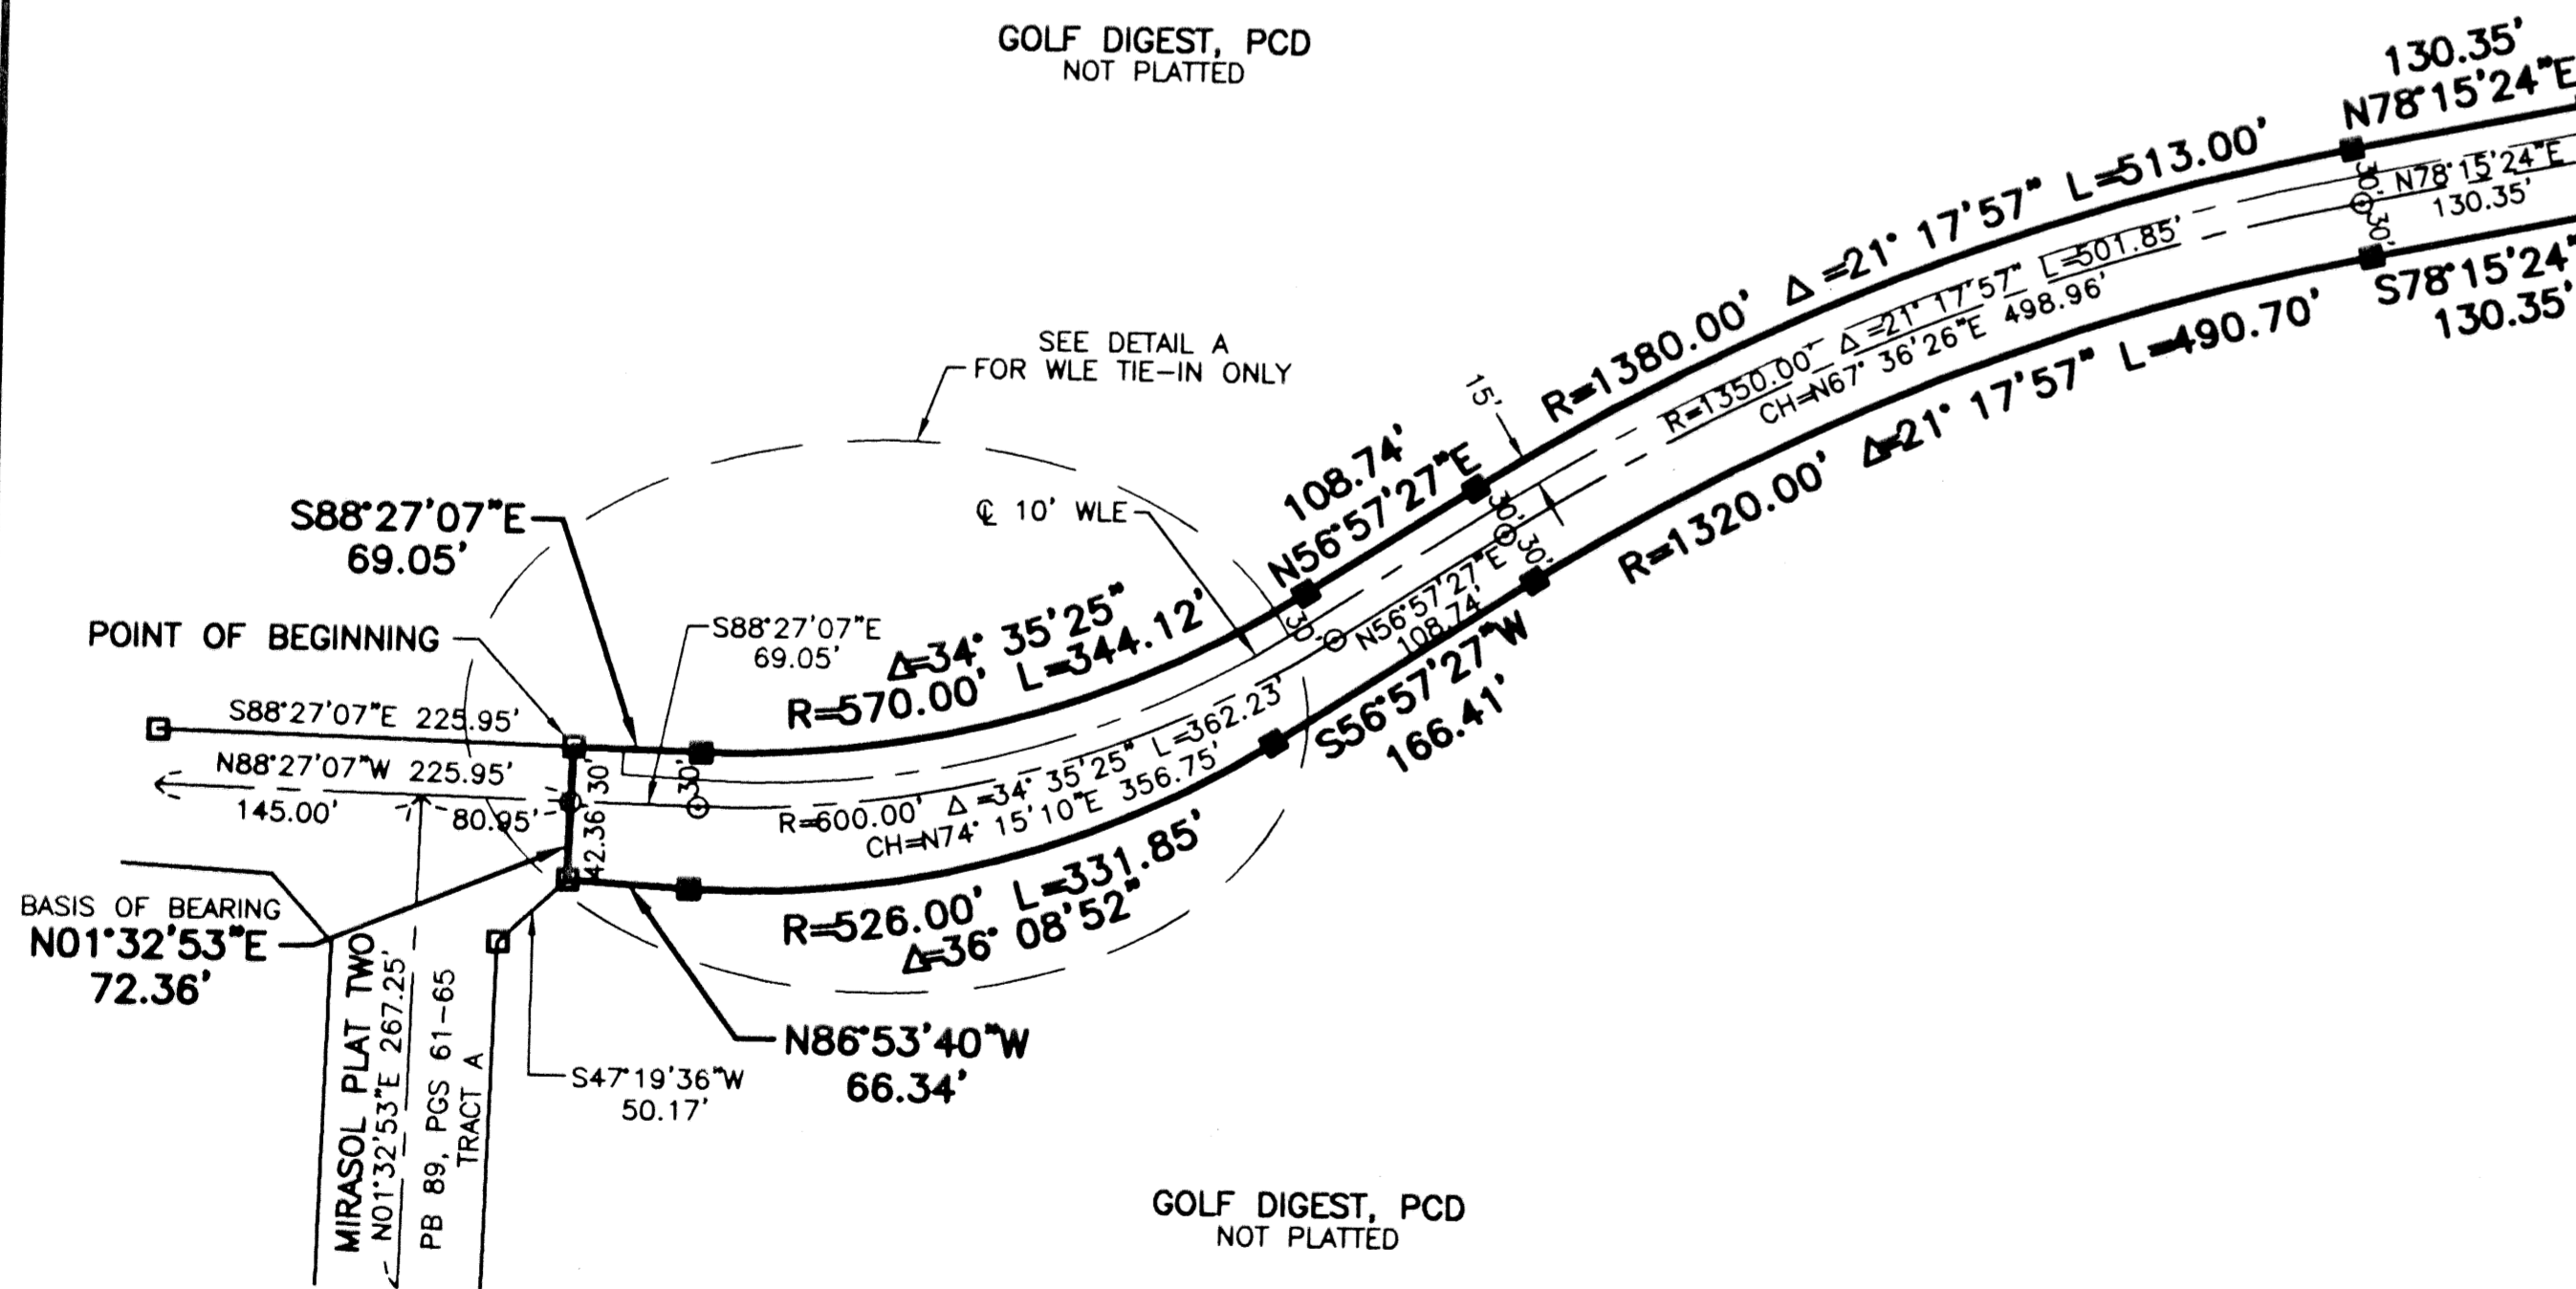 GOLF DIGEST, PCD
NOT PLATTED
130.35'
N78°15'24"E
R=1380.00' Δ=21° 17'57" L=513.00'
30'
30'
N78°15'24"E
130.35'
R=1350.00' Δ=21° 17'57" L=501.85'
CH=N67° 36'26"E 498.96'
S78°15'24"
130.35'
R=1320.00' Δ=21° 17'57" L=490.70'
SEE DETAIL A
FOR WLE TIE-IN ONLY
15'
108.74'
N56°57'27"E
℄ 10' WLE
30'
30'
30'
N56°57'27"E
108.74'
S56°57'27"W
166.41'
S88°27'07"E
69.05'
POINT OF BEGINNING
S88°27'07"E
69.05'
Δ=34° 35'25"
R=570.00' L=344.12'
S88°27'07"E 225.95'
N88°27'07"W 225.95'
145.00'
80.95'
30'
30'
42.36'
R=600.00' Δ=34° 35'25" L=362.23'
CH=N74° 15'10"E 356.75'
R=526.00' L=331.85'
Δ=36° 08'52"
BASIS OF BEARING
N01°32'53"E
72.36'
N86°53'40"W
66.34'
S47°19'36"W
50.17'
MIRASOL PLAT TWO
N01°32'53"E 267.25'
PB 89, PGS 61-65
TRACT A
GOLF DIGEST, PCD
NOT PLATTED